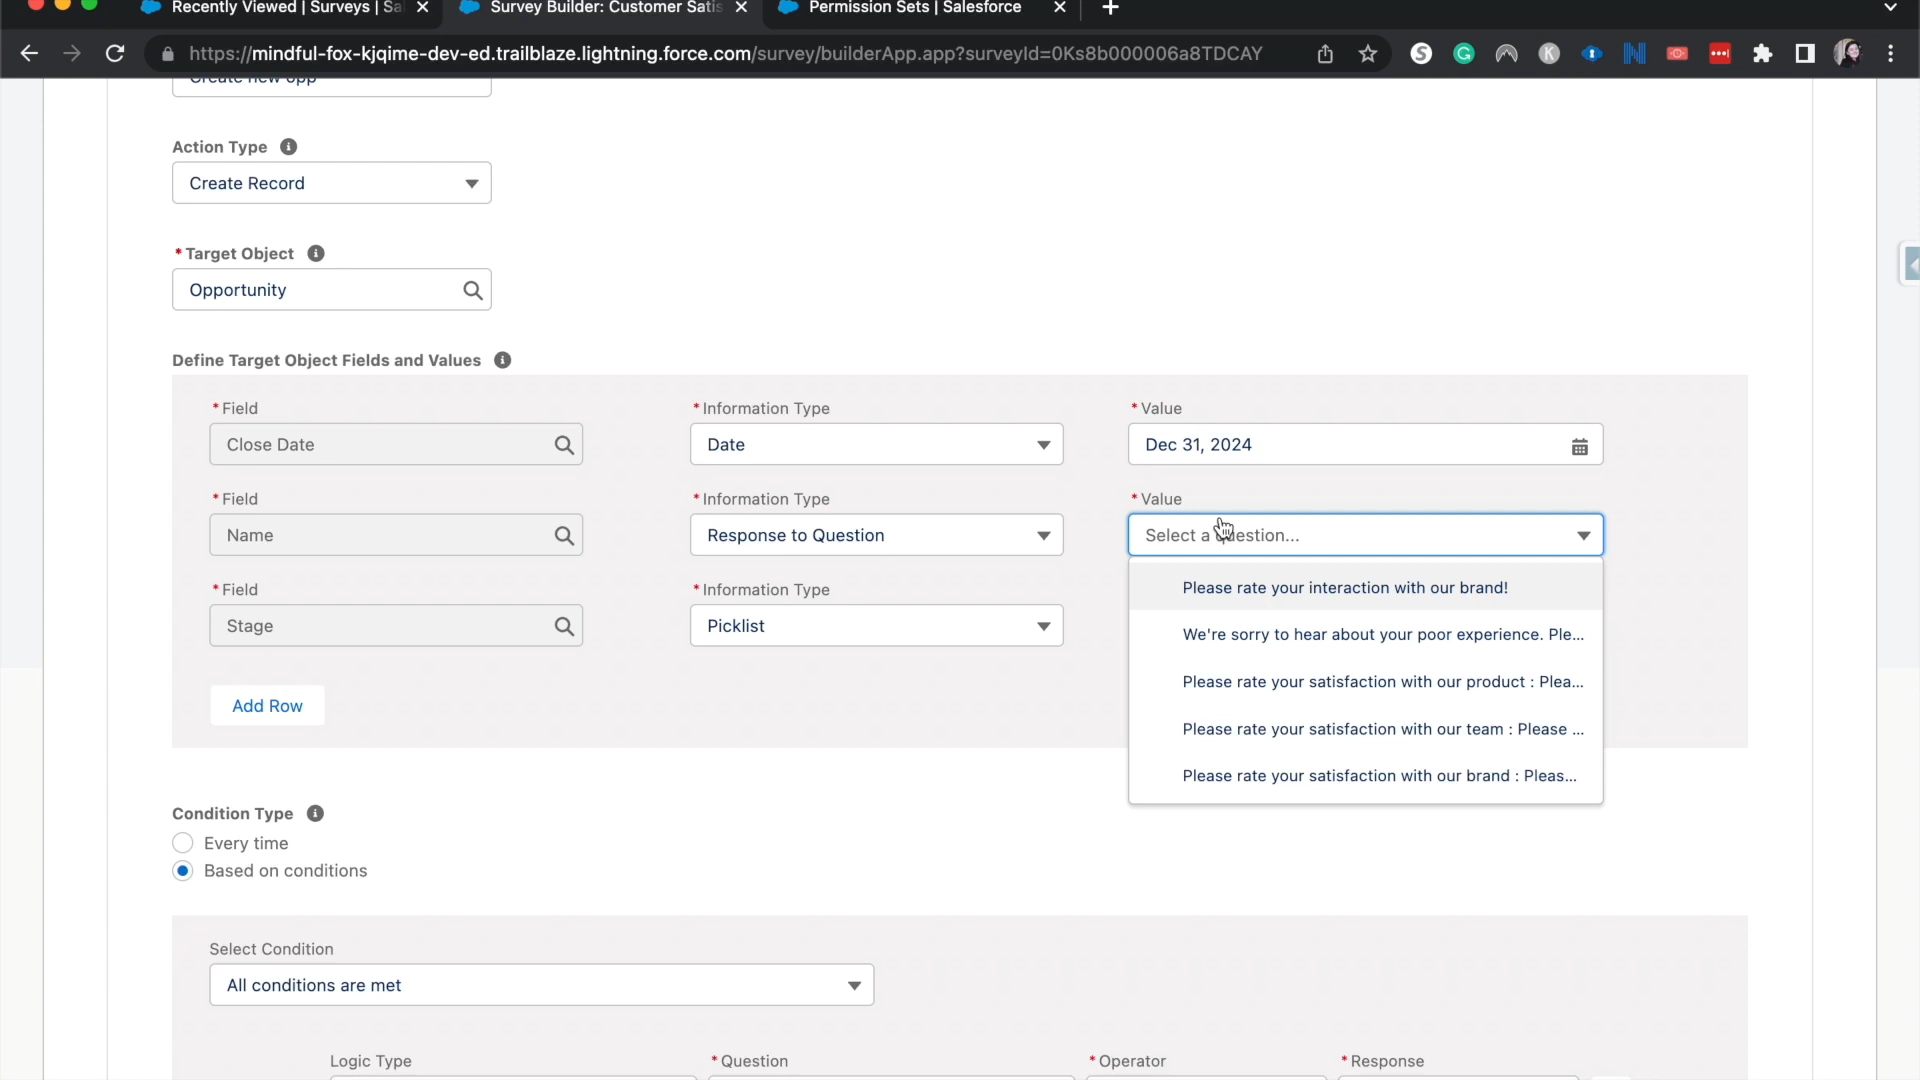 Recently Viewed | Surveys | Sa
Survey Builder: Customer Satis
Permission Sets | Salesforce
https://mindful-fox-kjqime-dev-ed.trailblaze.lightning.force.com/survey/builderApp.app?surveyId=0Ks8b000006a8TDCAY
Create new opp
Action Type
Create Record
* Target Object
Opportunity
Define Target Object Fields and Values
* Field
* Information Type
* Value
Close Date
Date
Dec 31, 2024
* Field
* Information Type
* Value
Name
Response to Question
Select a question...
* Field
* Information Type
Stage
Picklist
Please rate your interaction with our brand!
We're sorry to hear about your poor experience. Ple...
Please rate your satisfaction with our product : Plea...
Please rate your satisfaction with our team : Please ...
Please rate your satisfaction with our brand : Pleas...
Add Row
Condition Type
Every time
Based on conditions
Select Condition
All conditions are met
Logic Type
* Question
* Operator
* Response